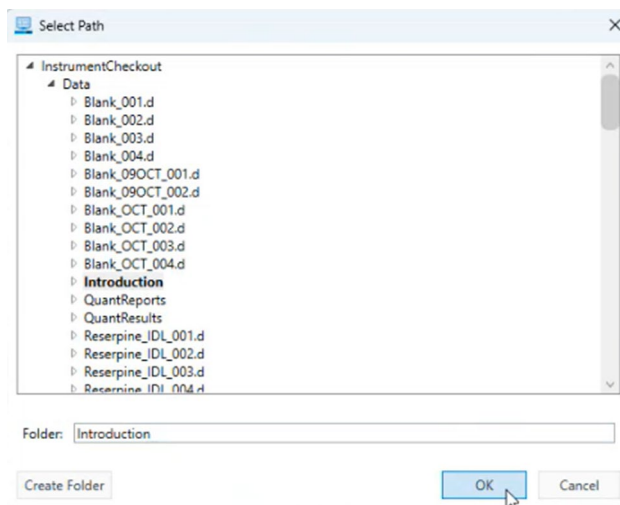 Select Path
InstrumentCheckout
Data
Blank_001.d
Blank_002.d
Blank_003.d
Blank_004.d
Blank_09OCT_001.d
Blank_09OCT_002.d
Blank_OCT_001.d
Blank_OCT_002.d
Blank_OCT_003.d
Blank_OCT_004.d
Introduction
QuantReports
QuantResults
Reserpine_IDL_001.d
Reserpine_IDL_002.d
Reserpine_IDL_003.d
Reserpine_IDL_004.d
Folder: Introduction
Create Folder OK Cancel